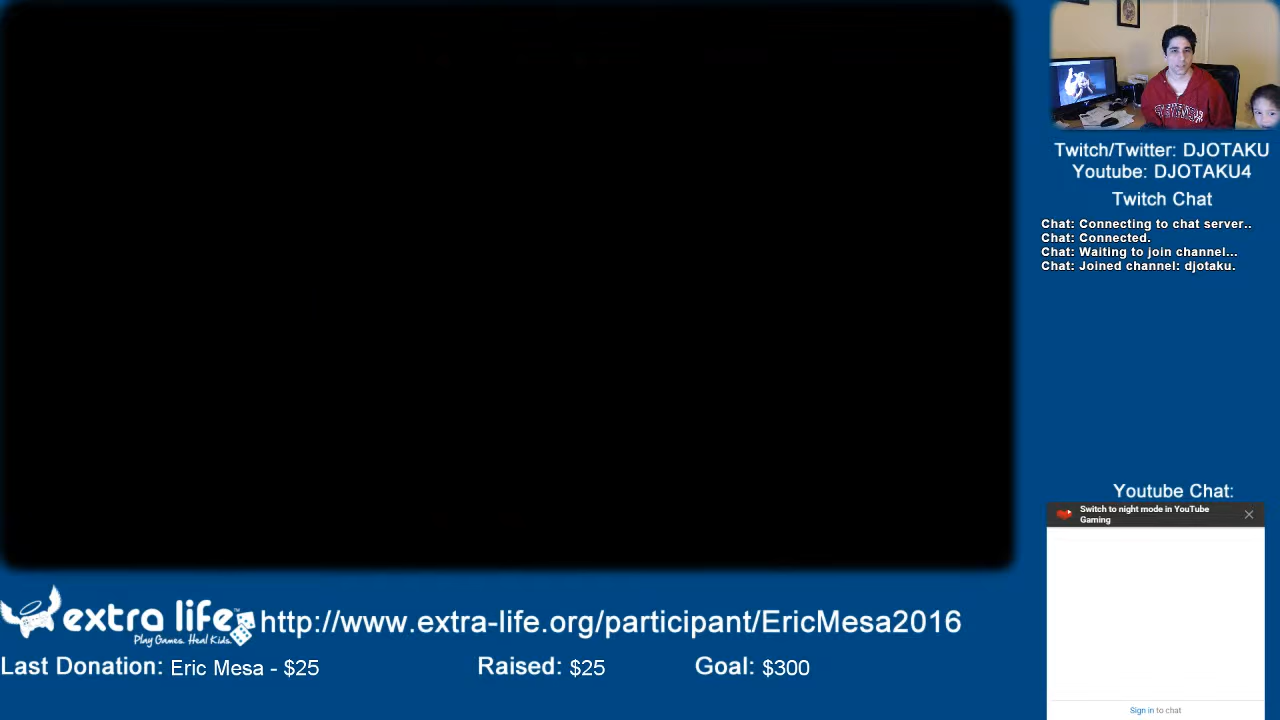 Twitch/Twitter: DJOTAKU
Youtube: DJOTAKU4
Twitch Chat
Chat: Connecting to chat server..
Chat: Connected.
Chat: Waiting to join channel...
Chat: Joined channel: djotaku.
Youtube Chat:
Switch to night mode in YouTube
Gaming
Sign in to chat
extra life
Play Games. Heal Kids.
http://www.extra-life.org/participant/EricMesa2016
Last Donation: Eric Mesa - $25
Raised: $25
Goal: $300